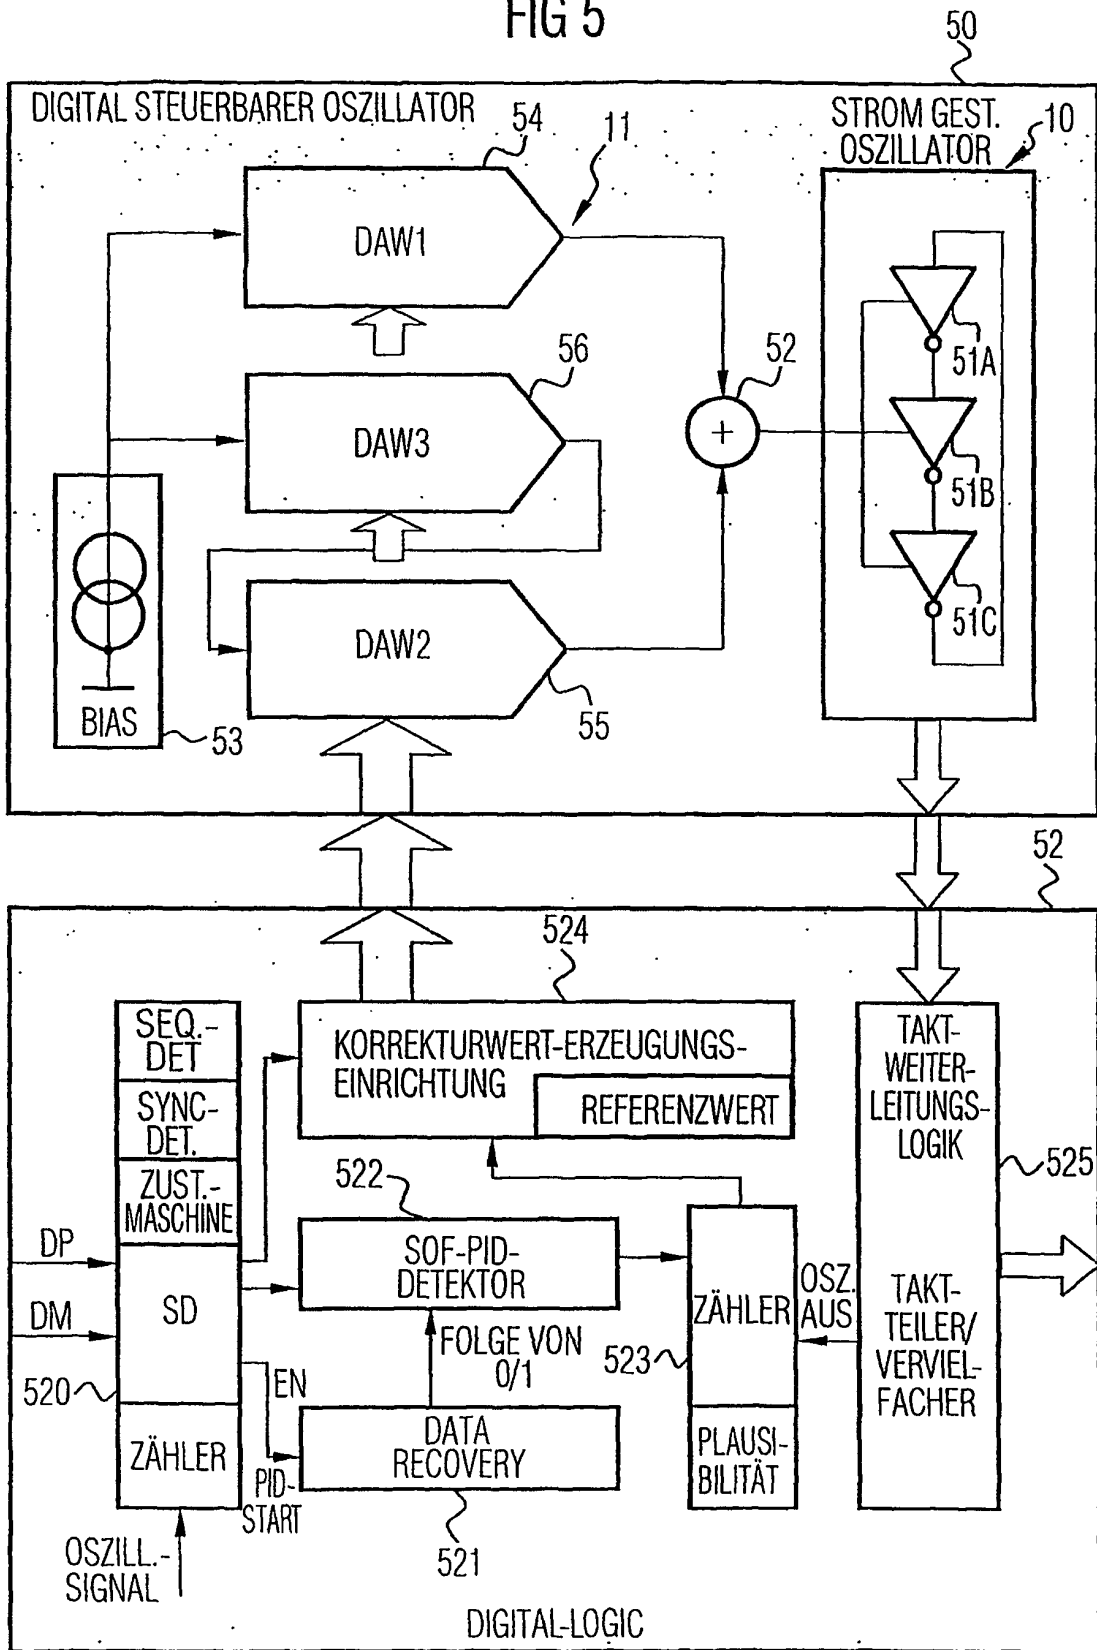 FIG 5
50
DIGITAL STEUERBARER OSZILLATOR
54
11
STROM GEST.
OSZILLATOR
10
DAW1
51A
56
52
DAW3
51B
DAW2
51C
55
BIAS
53
52
524
SEQ.-
DET
SYNC-
DET.
ZUST.-
MASCHINE
KORREKTURWERT-ERZEUGUNGS-
EINRICHTUNG
REFERENZWERT
TAKT-
WEITER-
LEITUNGS-
LOGIK
525
522
DP
SD
DM
SOF-PID-
DETEKTOR
ZÄHLER
OSZ.
AUS
TAKT-
TEILER/
VERVIEL-
FACHER
FOLGE VON
0/1
523
520
EN
ZÄHLER
DATA
RECOVERY
PLAUSI-
BILITÄT
PID-
START
521
OSZILL.-
SIGNAL
DIGITAL-LOGIC